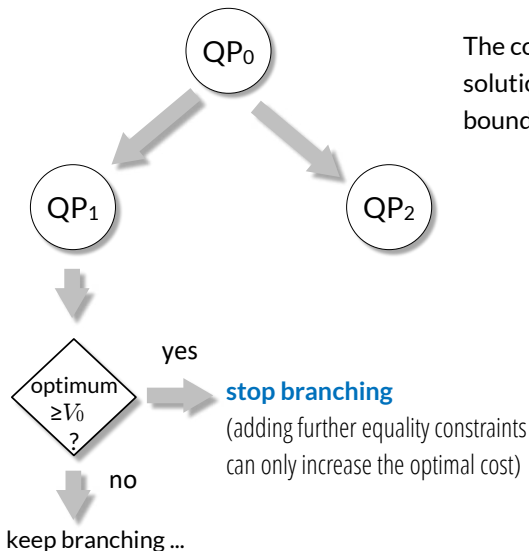 QP₀
The co
solutio
bound
QP₁
QP₂
yes
optimum
≥V₀
?
stop branching
(adding further equality constraints
can only increase the optimal cost)
no
keep branching ...